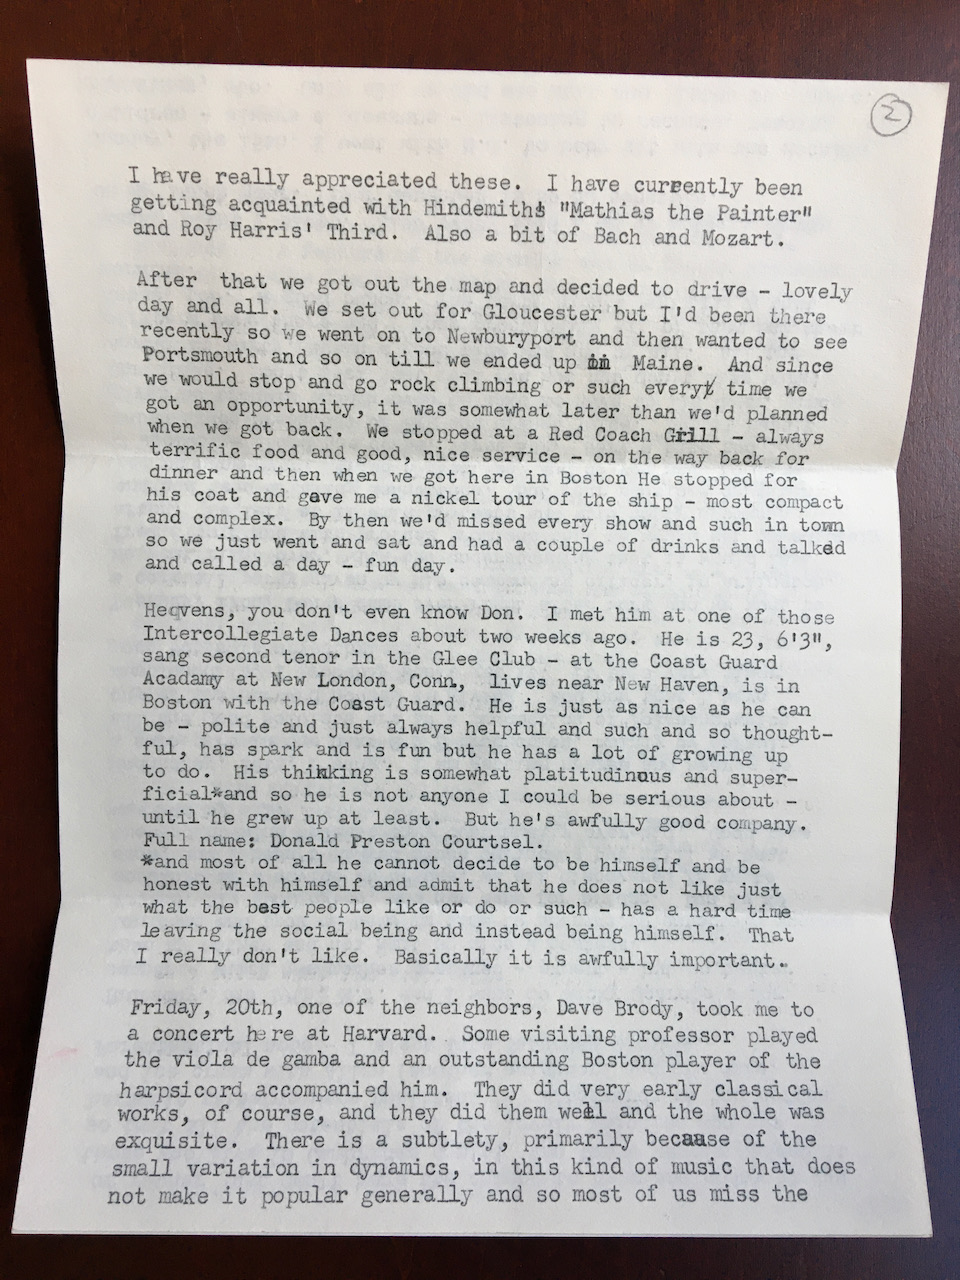 2
I have really appreciated these.  I have currently been
getting acquainted with Hindemith's "Mathias the Painter"
and Roy Harris' Third.  Also a bit of Bach and Mozart.
After  that we got out the map and decided to drive - lovely
day and all.  We set out for Gloucester but I'd been there
recently so we went on to Newburyport and then wanted to see
Portsmouth and so on till we ended up in  Maine.  And since
we would stop and go rock climbing or such every time we
got an opportunity, it was somewhat later than we'd planned
when we got back.  We stopped at a Red Coach Grill - always
terrific food and good, nice service - on the way back for
dinner and then when we got here in Boston He stopped for
his coat and gave me a nickel tour of the ship - most compact
and complex.  By then we'd missed every show and such in town
so we just went and sat and had a couple of drinks and talked
and called a day - fun day.
Heavens, you don't even know Don.  I met him at one of those
Intercollegiate Dances about two weeks ago.  He is 23, 6'3",
sang second tenor in the Glee Club - at the Coast Guard
Acadamy at New London, Conn.,  lives near New Haven, is in
Boston with the Coast Guard.  He is just as nice as he can
be - polite and just always helpful and such and so thought-
ful, has spark and is fun but he has a lot of growing up
to do.  His thinking is somewhat platitudinous and super-
ficial*and so he is not anyone I could be serious about -
until he grew up at least.  But he's awfully good company.
Full name: Donald Preston Courtsel.
*and most of all he cannot decide to be himself and be
honest with himself and admit that he does not like just
what the best people like or do or such - has a hard time
leaving the social being and instead being himself.  That
I really don't like.  Basically it is awfully important.
Friday, 20th, one of the neighbors, Dave Brody, took me to
a concert here at Harvard.  Some visiting professor played
the viola de gamba and an outstanding Boston player of the
harpsicord accompanied him.  They did very early classical
works, of course, and they did them well and the whole was
exquisite.  There is a subtlety, primarily because of the
small variation in dynamics, in this kind of music that does
not make it popular generally and so most of us miss the